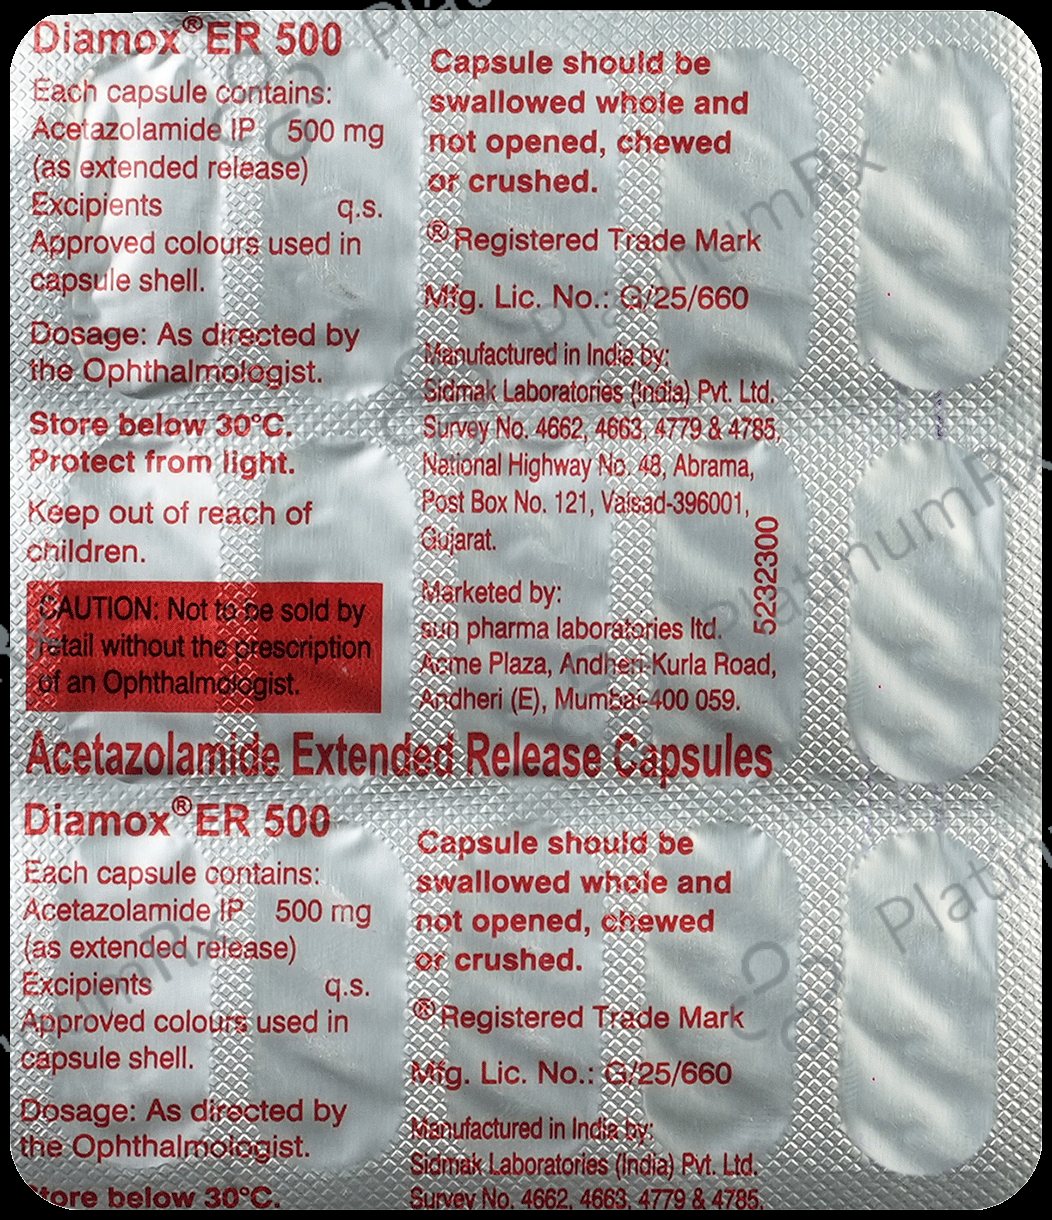 Diamox® ER 500
Each capsule contains:
Acetazolamide IP 500 mg
(as extended release)
Excipients q.s.
Approved colours used in
capsule shell.
Dosage: As directed by
the Ophthalmologist.
Store below 30°C.
Protect from light.
Keep out of reach of
children.
CAUTION: Not to be sold by
retail without the prescription
of an Ophthalmologist.
Capsule should be
swallowed whole and
not opened, chewed
or crushed.
® Registered Trade Mark
Mfg. Lic. No.: G/25/660
Manufactured in India by:
Sidmak Laboratories (India) Pvt. Ltd.
Survey No. 4662, 4663, 4779 & 4785,
National Highway No. 48, Abrama,
Post Box No. 121, Valsad-396001,
Gujarat.
Marketed by:
sun pharma laboratories ltd.
Acme Plaza, Andheri-Kurla Road,
Andheri (E), Mumbai-400 059.
5232300
Acetazolamide Extended Release Capsules
Diamox® ER 500
Each capsule contains:
Acetazolamide IP 500 mg
(as extended release)
Excipients q.s.
Approved colours used in
capsule shell.
Dosage: As directed by
the Ophthalmologist.
Store below 30°C.
Capsule should be
swallowed whole and
not opened, chewed
or crushed.
® Registered Trade Mark
Mfg. Lic. No.: G/25/660
Manufactured in India by:
Sidmak Laboratories (India) Pvt. Ltd.
Survey No. 4662, 4663, 4779 & 4785,
PlatinumRx
PlatinumRx